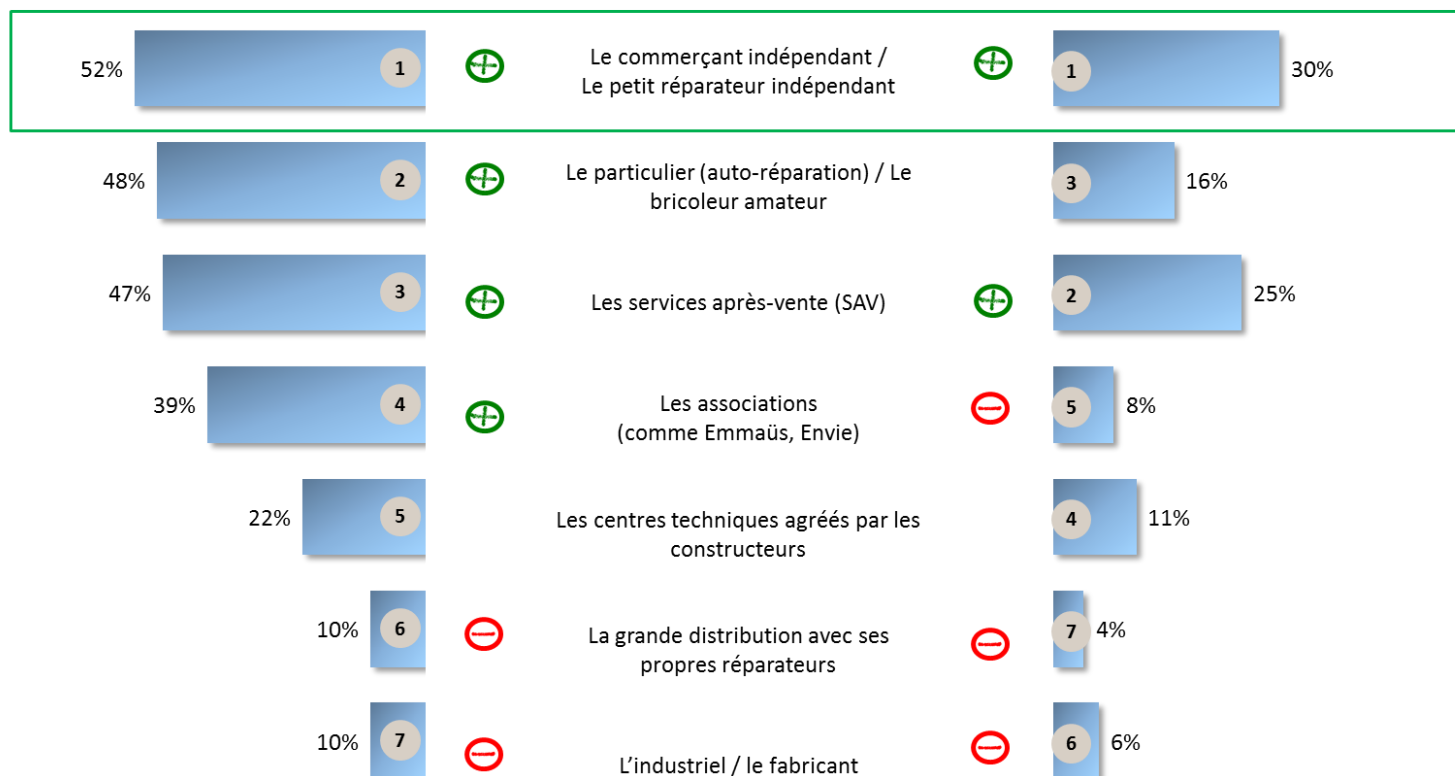 52%
1
Le commerçant indépendant /
Le petit réparateur indépendant
1
30%
48%
2
Le particulier (auto-réparation) / Le
bricoleur amateur
3
16%
47%
3
Les services après-vente (SAV)
2
25%
39%
4
Les associations
(comme Emmaüs, Envie)
5
8%
22%
5
Les centres techniques agréés par les
constructeurs
4
11%
10%
6
La grande distribution avec ses
propres réparateurs
7
4%
10%
7
L’industriel / le fabricant
6
6%